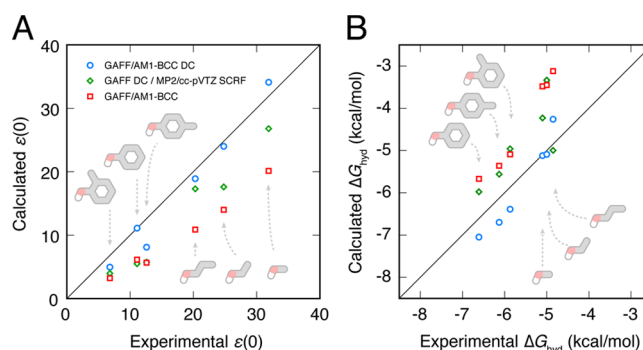 A
40
30
20
10
0
0
10
20
30
40
Calculated ε(0)
Experimental ε(0)
GAFF/AM1-BCC DC
GAFF DC / MP2/cc-pVTZ SCRF
GAFF/AM1-BCC
B
-3
-4
-5
-6
-7
-8
-8
-7
-6
-5
-4
-3
Calculated ΔGhyd (kcal/mol)
Experimental ΔGhyd (kcal/mol)